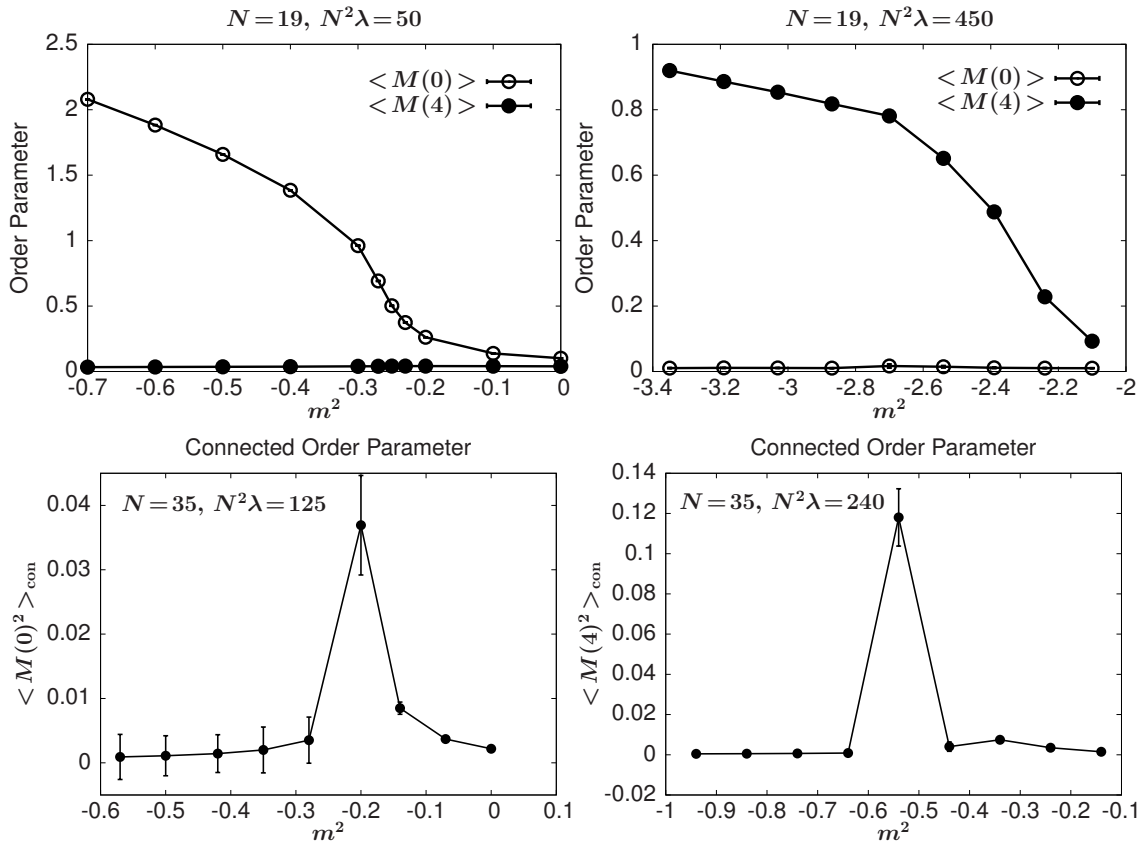 N=19, N²λ=50
2.5
2
1.5
1
0.5
0
Order Parameter
<M(0)>
<M(4)>
-0.7 -0.6 -0.5 -0.4 -0.3 -0.2 -0.1 0
m²
N=19, N²λ=450
1
0.8
0.6
0.4
0.2
0
Order Parameter
<M(0)>
<M(4)>
-3.4 -3.2 -3 -2.8 -2.6 -2.4 -2.2 -2
m²
Connected Order Parameter
N=35, N²λ=125
0.04
0.03
0.02
0.01
0
<M(0)²>con
-0.6 -0.5 -0.4 -0.3 -0.2 -0.1 0 0.1
m²
Connected Order Parameter
N=35, N²λ=240
0.14
0.12
0.1
0.08
0.06
0.04
0.02
0
-0.02
<M(4)²>con
-1 -0.9 -0.8 -0.7 -0.6 -0.5 -0.4 -0.3 -0.2 -0.1
m²